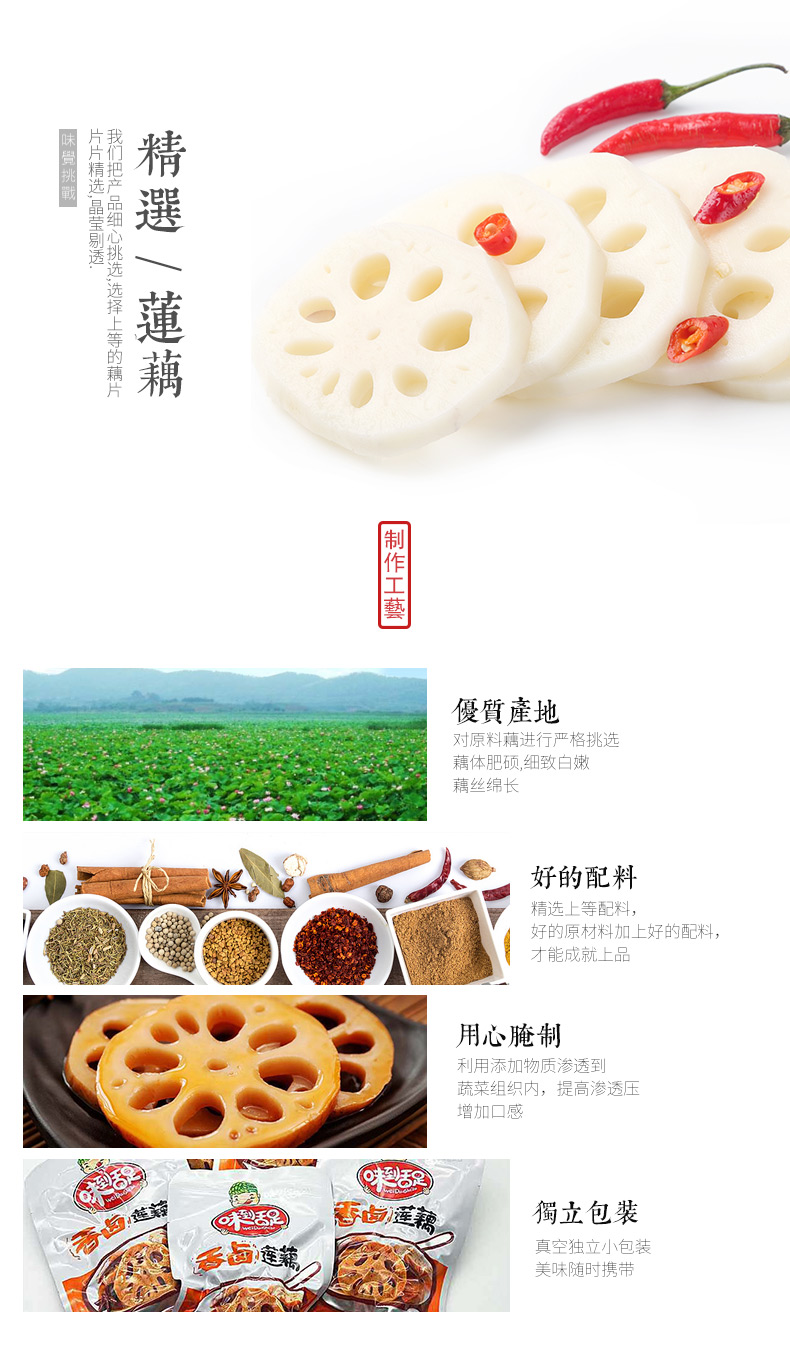 精選/蓮藕
我们把产品细心挑选,选择上等的藕片
片片精选,晶莹剔透.
味覺挑戰
制作工藝
優質產地
对原料藕进行严格挑选
藕体肥硕,细致白嫩
藕丝绵长
好的配料
精选上等配料，
好的原材料加上好的配料，
才能成就上品
用心腌制
利用添加物质渗透到
蔬菜组织内，提高渗透压
增加口感
味到舌足
WeiDaoZu
香卤莲藕
味到舌足
香卤莲藕
味到舌足
香卤莲藕
獨立包装
真空独立小包装
美味随时携带